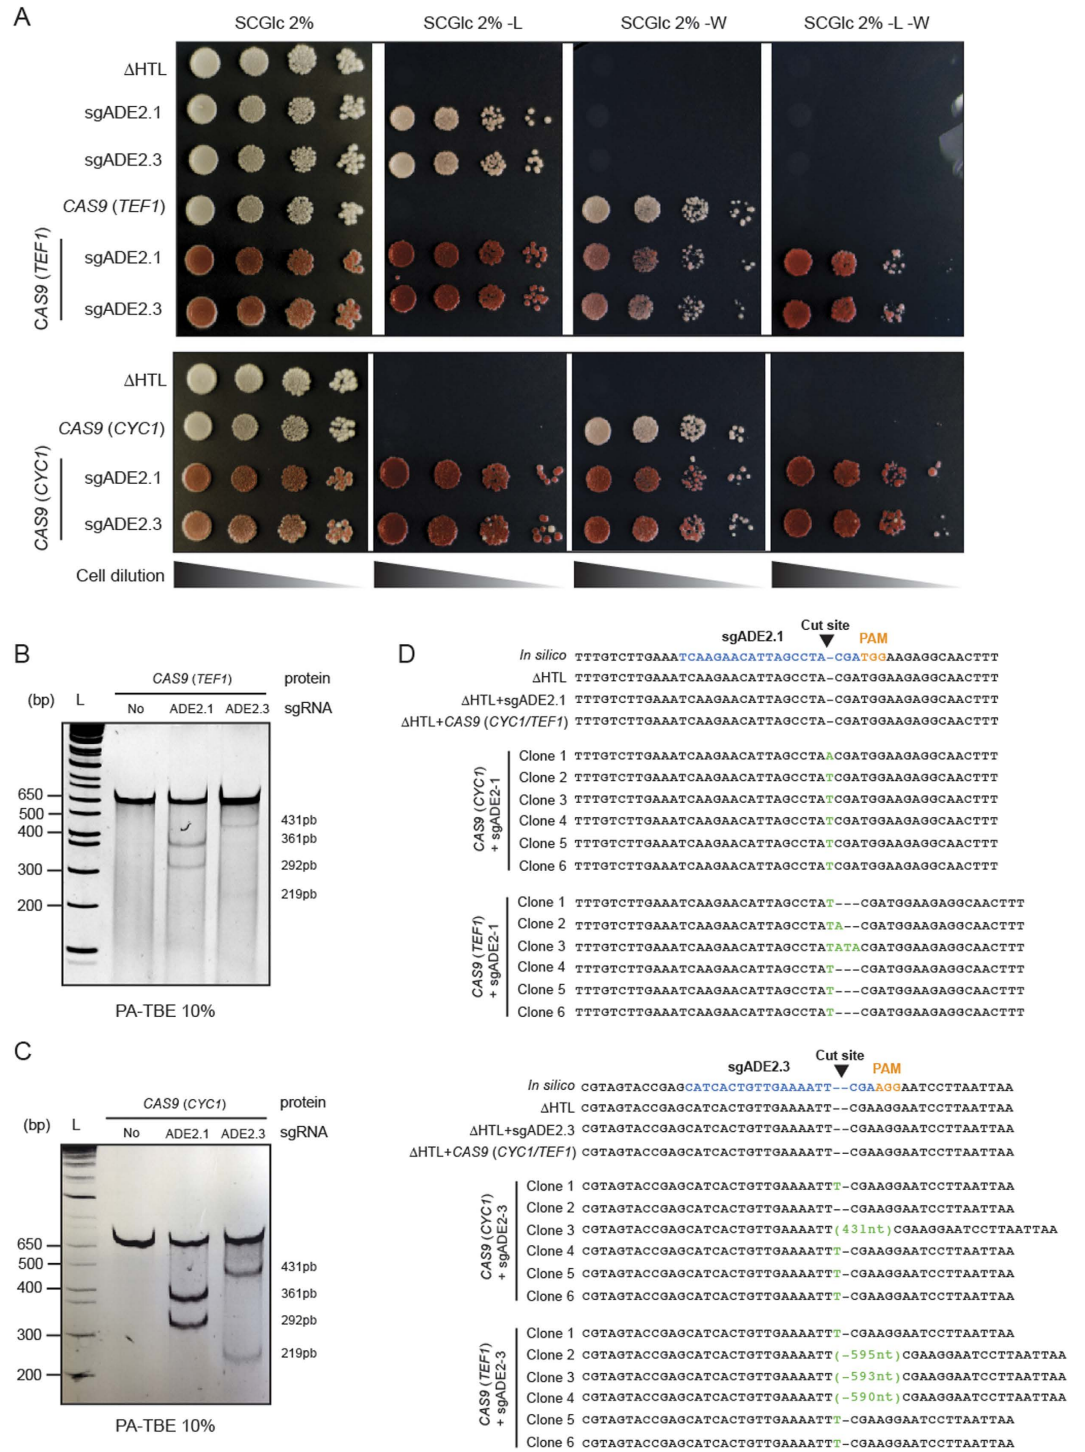 A
SCGlc 2%
SCGlc 2% -L
SCGlc 2% -W
SCGlc 2% -L -W
ΔHTL
sgADE2.1
sgADE2.3
CAS9 (TEF1)
CAS9 (TEF1)
sgADE2.1
sgADE2.3
ΔHTL
CAS9 (CYC1)
CAS9 (CYC1)
sgADE2.1
sgADE2.3
Cell dilution
B
CAS9 (TEF1) protein
(bp) L No ADE2.1 ADE2.3 sgRNA
650
500
400
300
200
431pb
361pb
292pb
219pb
PA-TBE 10%
C
CAS9 (CYC1) protein
(bp) L No ADE2.1 ADE2.3 sgRNA
650
500
400
300
200
431pb
361pb
292pb
219pb
PA-TBE 10%
D
sgADE2.1 Cut site PAM
In silico TTTGTCTTGAAATCAAGAACATTAGCCTA-CGATGGAAGAGGCAACTTT
ΔHTL TTTGTCTTGAAATCAAGAACATTAGCCTA-CGATGGAAGAGGCAACTTT
ΔHTL+sgADE2.1 TTTGTCTTGAAATCAAGAACATTAGCCTA-CGATGGAAGAGGCAACTTT
ΔHTL+CAS9 (CYC1/TEF1) TTTGTCTTGAAATCAAGAACATTAGCCTA-CGATGGAAGAGGCAACTTT
CAS9 (CYC1) + sgADE2-1
Clone 1 TTTGTCTTGAAATCAAGAACATTAGCCTAACGATGGAAGAGGCAACTTT
Clone 2 TTTGTCTTGAAATCAAGAACATTAGCCTATCGATGGAAGAGGCAACTTT
Clone 3 TTTGTCTTGAAATCAAGAACATTAGCCTATCGATGGAAGAGGCAACTTT
Clone 4 TTTGTCTTGAAATCAAGAACATTAGCCTATCGATGGAAGAGGCAACTTT
Clone 5 TTTGTCTTGAAATCAAGAACATTAGCCTATCGATGGAAGAGGCAACTTT
Clone 6 TTTGTCTTGAAATCAAGAACATTAGCCTATCGATGGAAGAGGCAACTTT
CAS9 (TEF1) + sgADE2-1
Clone 1 TTTGTCTTGAAATCAAGAACATTAGCCTAT---CGATGGAAGAGGCAACTTT
Clone 2 TTTGTCTTGAAATCAAGAACATTAGCCTATA--CGATGGAAGAGGCAACTTT
Clone 3 TTTGTCTTGAAATCAAGAACATTAGCCTATATACGATGGAAGAGGCAACTTT
Clone 4 TTTGTCTTGAAATCAAGAACATTAGCCTAT---CGATGGAAGAGGCAACTTT
Clone 5 TTTGTCTTGAAATCAAGAACATTAGCCTAT---CGATGGAAGAGGCAACTTT
Clone 6 TTTGTCTTGAAATCAAGAACATTAGCCTAT---CGATGGAAGAGGCAACTTT
sgADE2.3 Cut site PAM
In silico CGTAGTACCGAGCATCACTGTTGAAAATT--CGAAGGAATCCTTAATTAA
ΔHTL CGTAGTACCGAGCATCACTGTTGAAAATT--CGAAGGAATCCTTAATTAA
ΔHTL+sgADE2.3 CGTAGTACCGAGCATCACTGTTGAAAATT--CGAAGGAATCCTTAATTAA
ΔHTL+CAS9 (CYC1/TEF1) CGTAGTACCGAGCATCACTGTTGAAAATT--CGAAGGAATCCTTAATTAA
CAS9 (CYC1) + sgADE2-3
Clone 1 CGTAGTACCGAGCATCACTGTTGAAAATTT-CGAAGGAATCCTTAATTAA
Clone 2 CGTAGTACCGAGCATCACTGTTGAAAATT--CGAAGGAATCCTTAATTAA
Clone 3 CGTAGTACCGAGCATCACTGTTGAAAATT(431nt)CGAAGGAATCCTTAATTAA
Clone 4 CGTAGTACCGAGCATCACTGTTGAAAATTT-CGAAGGAATCCTTAATTAA
Clone 5 CGTAGTACCGAGCATCACTGTTGAAAATTT-CGAAGGAATCCTTAATTAA
Clone 6 CGTAGTACCGAGCATCACTGTTGAAAATTT-CGAAGGAATCCTTAATTAA
CAS9 (TEF1) + sgADE2-3
Clone 1 CGTAGTACCGAGCATCACTGTTGAAAATTT-CGAAGGAATCCTTAATTAA
Clone 2 CGTAGTACCGAGCATCACTGTTGAAAATT(-595nt)CGAAGGAATCCTTAATTAA
Clone 3 CGTAGTACCGAGCATCACTGTTGAAAATT(-593nt)CGAAGGAATCCTTAATTAA
Clone 4 CGTAGTACCGAGCATCACTGTTGAAAATT(-590nt)CGAAGGAATCCTTAATTAA
Clone 5 CGTAGTACCGAGCATCACTGTTGAAAATTT-CGAAGGAATCCTTAATTAA
Clone 6 CGTAGTACCGAGCATCACTGTTGAAAATTT-CGAAGGAATCCTTAATTAA